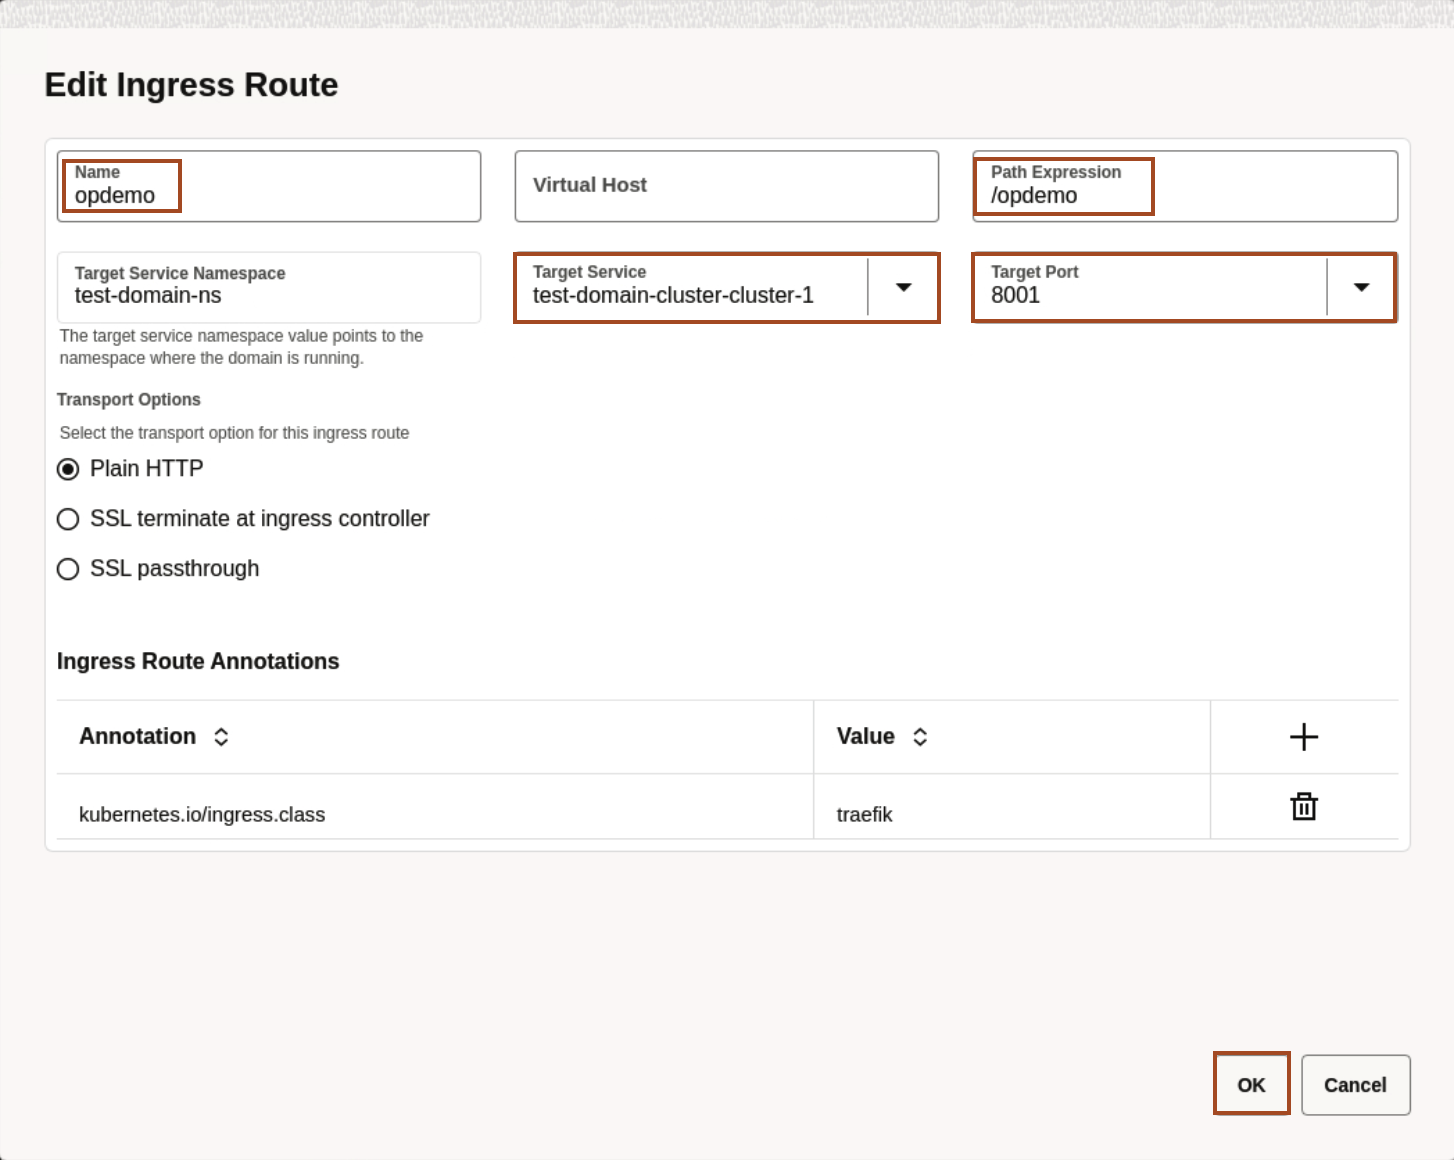 Edit Ingress Route
Name
opdemo
Virtual Host
Path Expression
/opdemo
Target Service Namespace
test-domain-ns
The target service namespace value points to the
namespace where the domain is running.
Target Service
test-domain-cluster-cluster-1
Target Port
8001
Transport Options
Select the transport option for this ingress route
Plain HTTP
SSL terminate at ingress controller
SSL passthrough
Ingress Route Annotations
Annotation
Value
kubernetes.io/ingress.class
traefik
OK
Cancel